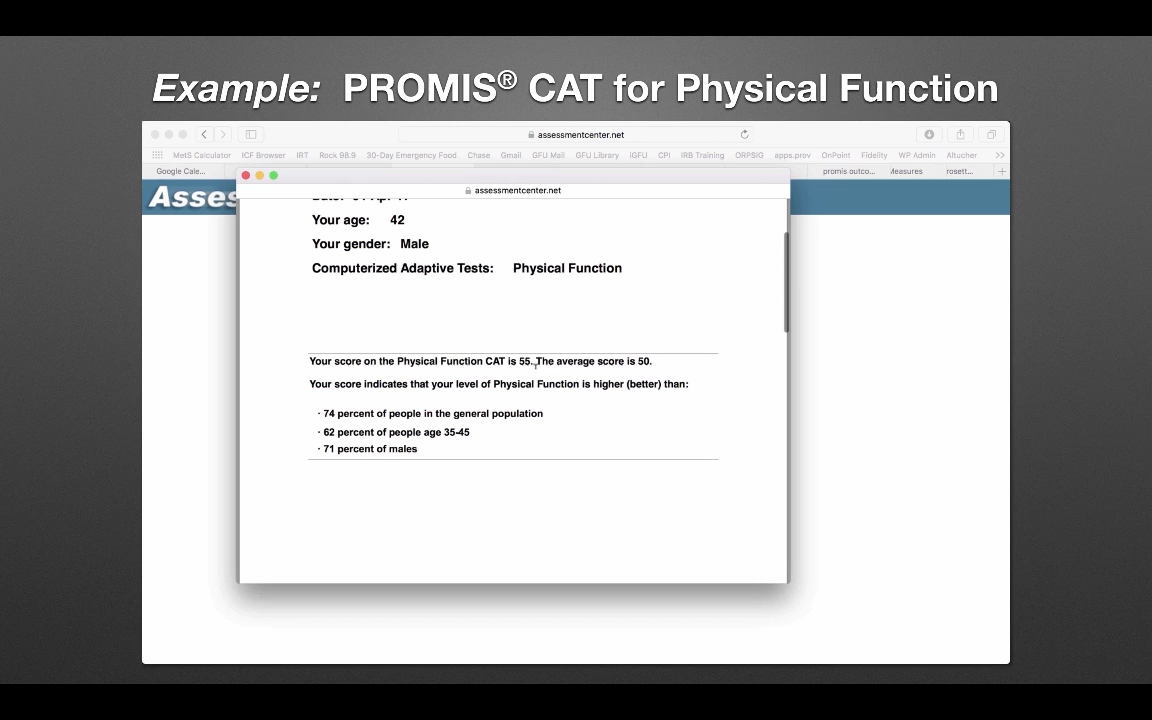 Example: PROMIS® CAT for Physical Function
assessmentcenter.net
MetS Calculator ICF Browser IRT Rock 98.9 30-Day Emergency Food Chase Gmail GFU Mail GFU Library iGFU CPI IRB Training ORPSIG apps.prov OnPoint Fidelity WP Admin Altucher
Google Cale... promis outco... rosett...
Asses
assessmentcenter.net
Your age: 42
Your gender: Male
Computerized Adaptive Tests: Physical Function
Your score on the Physical Function CAT is 55. The average score is 50.
Your score indicates that your level of Physical Function is higher (better) than:
· 74 percent of people in the general population
· 62 percent of people age 35-45
· 71 percent of males